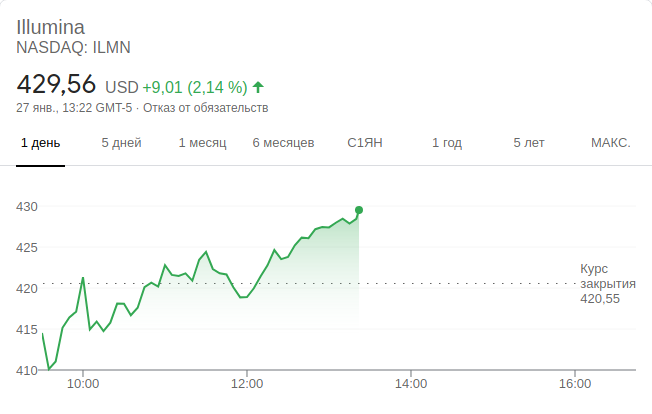 Illumina
NASDAQ: ILMN
429,56 USD +9,01 (2,14 %)
27 янв., 13:22 GMT-5 · Отказ от обязательств
1 день 5 дней 1 месяц 6 месяцев С1ЯН 1 год 5 лет МАКС.
430
425
420
415
410
Курс
закрытия
420,55
10:00 12:00 14:00 16:00